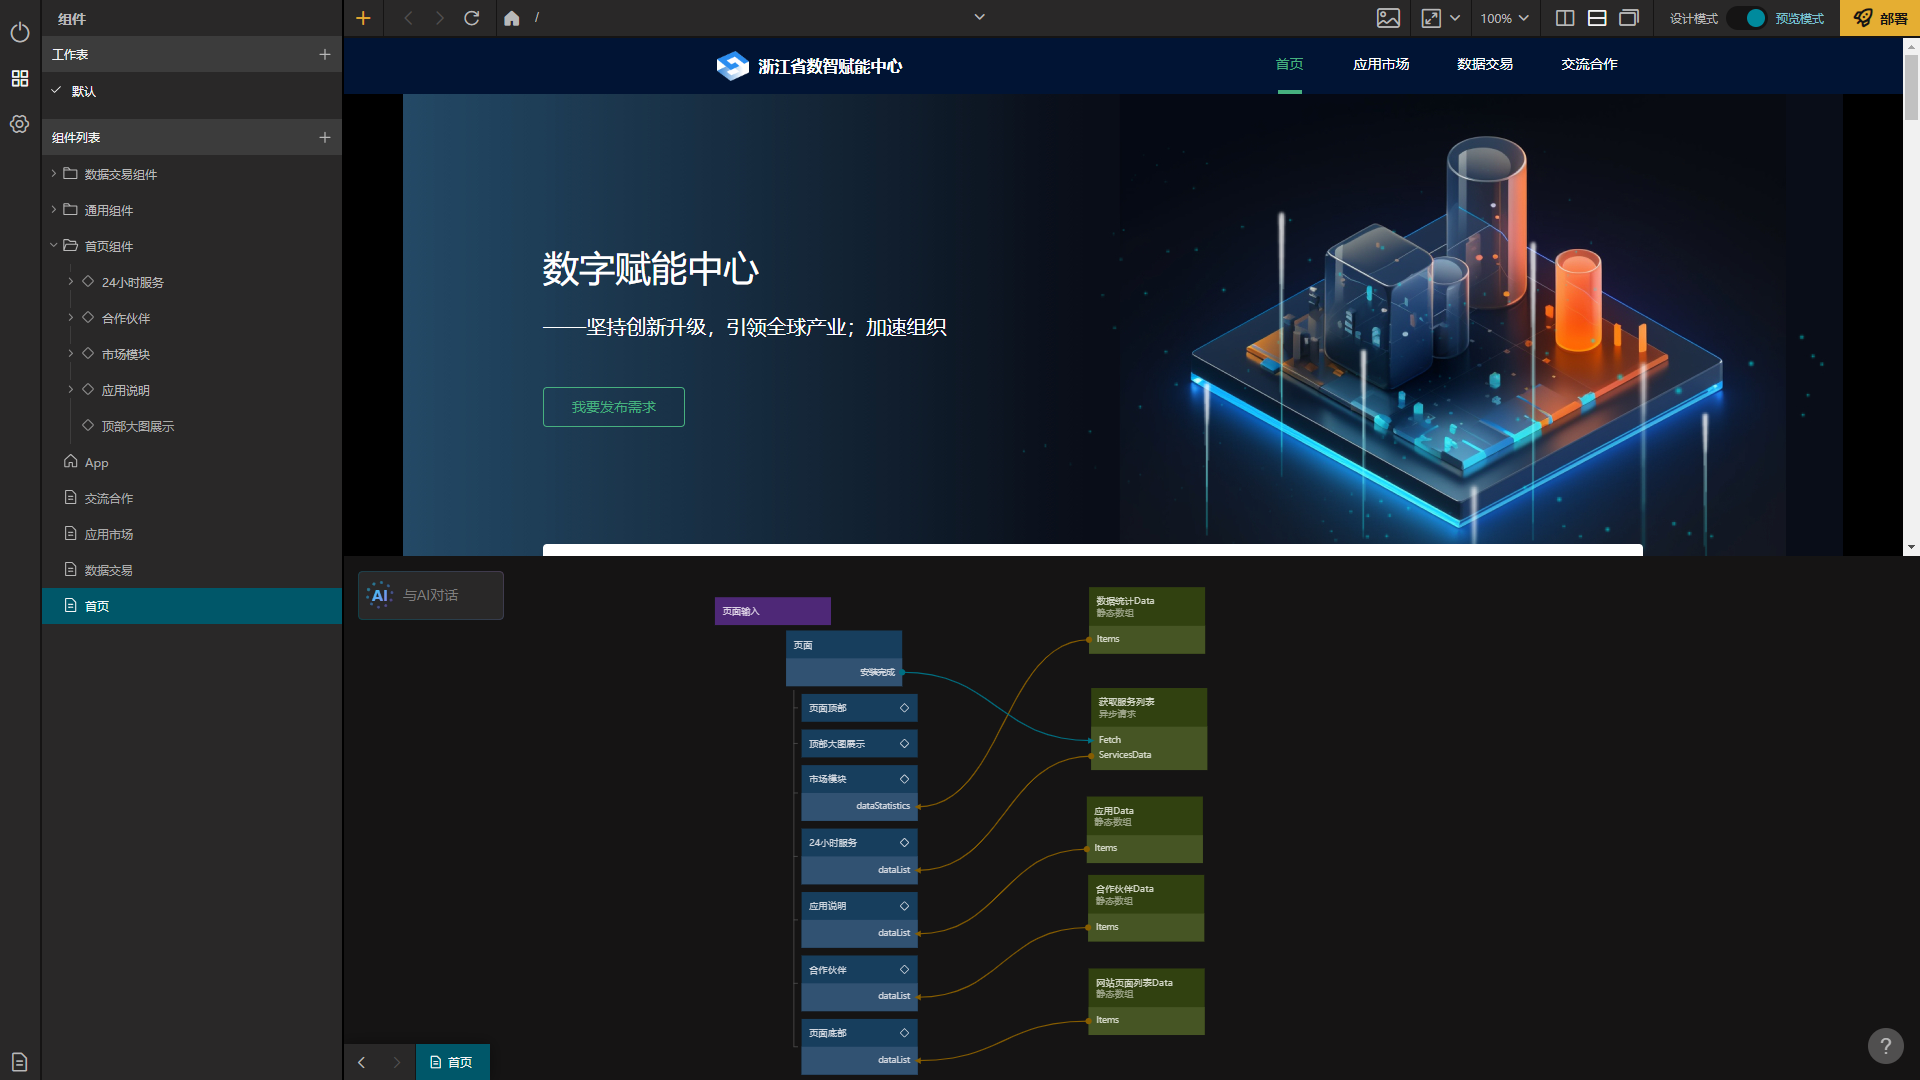 组件
工作表
默认
组件列表
数据交易组件
通用组件
首页组件
24小时服务
合作伙伴
市场模块
应用说明
顶部大图展示
App
交流合作
应用市场
数据交易
首页
/
100%
设计模式
预览模式
部署
浙江省数智赋能中心
首页
应用市场
数据交易
交流合作
数字赋能中心
——坚持创新升级，引领全球产业；加速组织
我要发布需求
AI 与AI对话
页面输入
页面
安装完成
页面顶部
顶部大图展示
市场模块
dataStatistics
24小时服务
dataList
应用说明
dataList
合作伙伴
dataList
页面底部
dataList
数据统计Data
静态数组
Items
获取服务列表
异步请求
Fetch
ServicesData
应用Data
静态数组
Items
合作伙伴Data
静态数组
Items
网站页面列表Data
静态数组
Items
首页
?